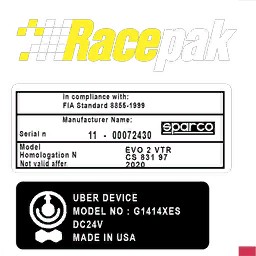 Racepak
In compliance with:
FIA Standard 8855-1999
Manufacturer Name:
Serial n 11 - 00072430 sparco
Model EVO 2 VTR
Homologation N CS 831 97
Not valid after 2020
UBER DEVICE
MODEL NO : G1414XES
DC24V
MADE IN USA